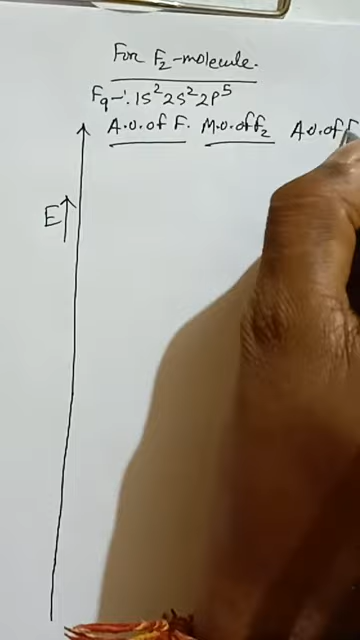 For F₂-molecule.
F₉-: 1s² 2s² 2p⁵
A.O. of F. M.O. of F₂ A.O. of F
E